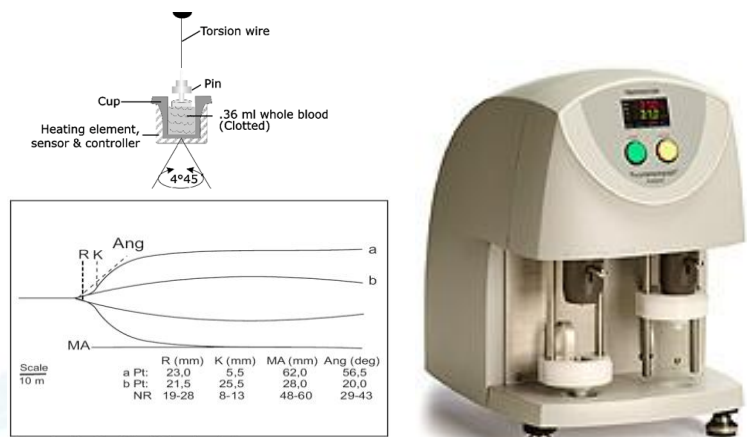 Torsion wire
Pin
Cup
.36 ml whole blood
(Clotted)
Heating element,
sensor & controller
4°45'
Ang
R K
a
b
MA
Scale
10 m
R (mm) K (mm) MA (mm) Ang (deg)
a Pt: 23,0 5,5 62,0 56,5
b Pt: 21,5 25,5 28,0 20,0
NR 19-28 8-13 48-60 29-43